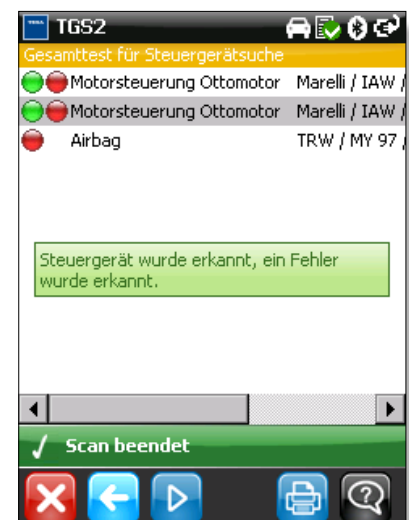 TEXA TGS2
Gesamttest für Steuergerätsuche
Motorsteuerung Ottomotor Marelli / IAW /
Motorsteuerung Ottomotor Marelli / IAW /
Airbag TRW / MY 97 /
Steuergerät wurde erkannt, ein Fehler
wurde erkannt.
Scan beendet